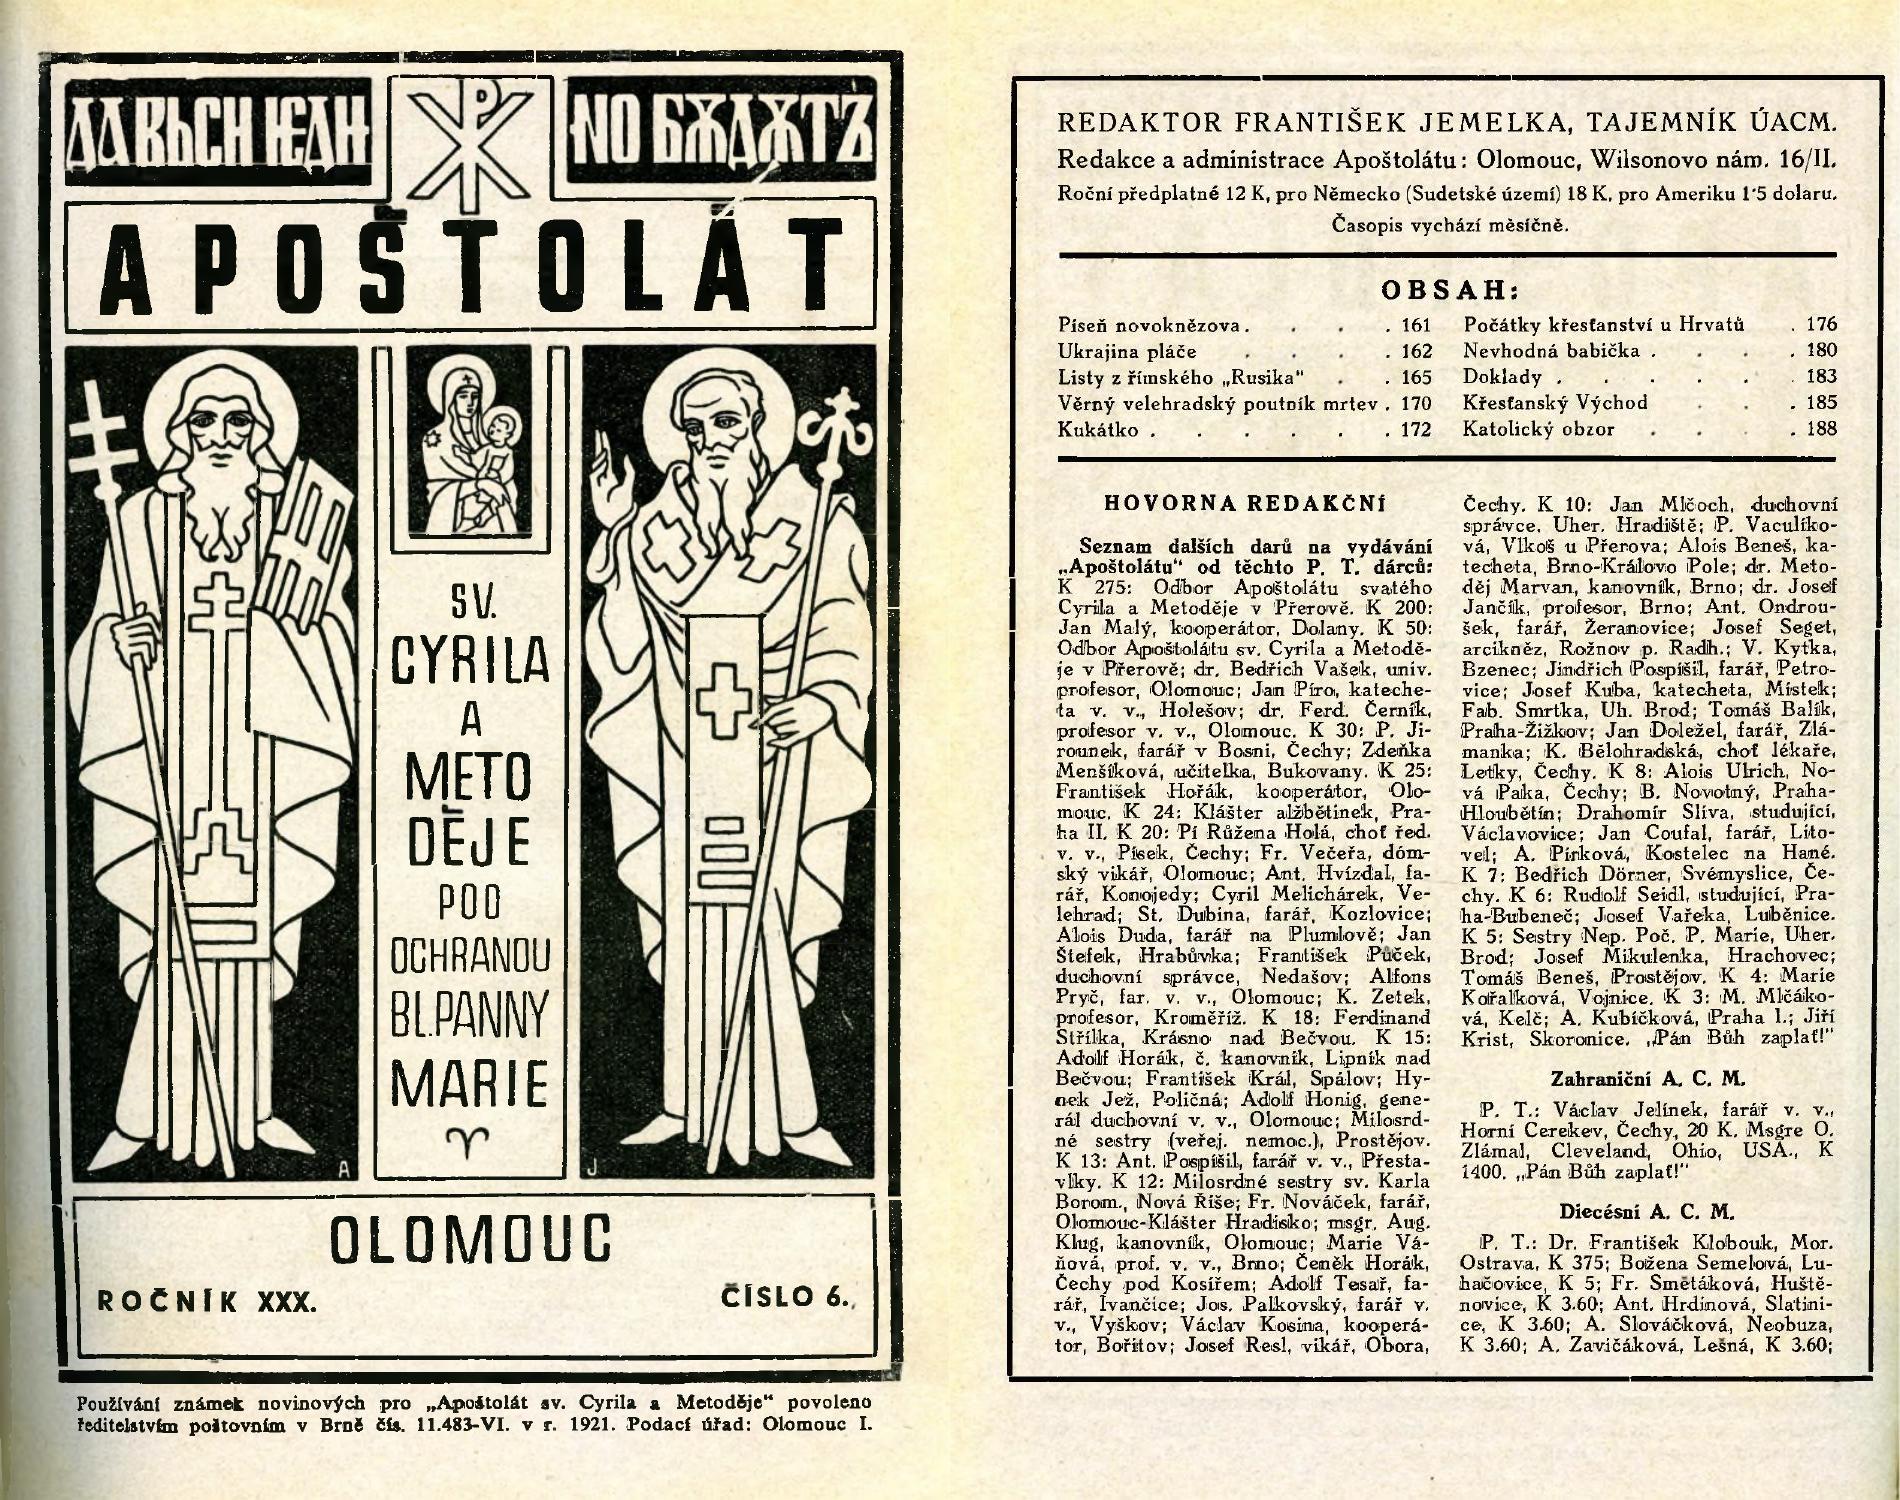 ДА ВЬСИ ѤДИ
NO БѪДѪТЪ
APOŠTOLÁT
SV.
CYRILA
A
METO
DĚJE
POD
OCHRANOU
BL. PANNY
MARIE
A
J
OLOMOUC
ROČNÍK XXX.
ČÍSLO 6.
Používání známek novinových pro „Apoštolát sv. Cyrila a Metoděje“ povoleno
ředitelstvím poštovním v Brně čís. 11.483-VI. v r. 1921. Podací úřad: Olomouc I.
REDAKTOR FRANTIŠEK JEMELKA, TAJEMNÍK ÚACM.
Redakce a administrace Apoštolátu: Olomouc, Wilsonovo nám. 16/II.
Roční předplatné 12 K, pro Německo (Sudetské území) 18 K, pro Ameriku 1·5 dolaru.
Časopis vychází měsíčně.
OBSAH:
Píseň novoknězova . . . . 161
Ukrajina pláče . . . . 162
Listy z římského „Rusika“ . . 165
Věrný velehradský poutník mrtev . 170
Kukátko . . . . . . 172
Počátky křesťanství u Hrvatů . 176
Nevhodná babička . . . . 180
Doklady . . . . . . 183
Křesťanský Východ . . . 185
Katolický obzor . . . . 188
HOVORNA REDAKČNÍ
Seznam dalších darů na vydávání
„Apoštolátu“ od těchto P. T. dárců:
K 275: Odbor Apoštolátu svatého
Cyrila a Metoděje v Přerově. K 200:
Jan Malý, kooperátor, Dolany. K 50:
Odbor Apoštolátu sv. Cyrila a Metodě-
je v Přerově; dr. Bedřich Vašek, univ.
profesor, Olomouc; Jan Píro, kateche-
ta v. v., Holešov; dr. Ferd. Černík,
profesor v. v., Olomouc. K 30: P. Ji-
rounek, farář v Bosni, Čechy; Zdeňka
Menšíková, učitelka, Bukovany. K 25:
František Hořák, kooperátor, Olo-
mouc. K 24: Klášter alžbětinek, Pra-
ha II. K 20: Pí Růžena Holá, choť řed.
v. v., Písek, Čechy; Fr. Večeřa, dóm-
ský vikář, Olomouc; Ant. Hvízdal, fa-
rář, Konojedy; Cyril Melichárek, Ve-
lehrad; St. Dubina, farář, Kozlovice;
Alois Duda, farář na Plumlově; Jan
Štefek, Hrabůvka; František Půček,
duchovní správce, Nedašov; Alfons
Pryč, far. v. v., Olomouc; K. Zetek,
profesor, Kroměříž. K 18: Ferdinand
Střílka, Krásno nad Bečvou. K 15:
Adolf Horák, č. kanovník, Lipník nad
Bečvou; František Král, Spálov; Hy-
nek Jež, Poličná; Adolf Honig, gene-
rál duchovní v. v., Olomouc; Milosrd-
né sestry (veřej. nemoc.), Prostějov.
K 13: Ant. Pospíšil, farář v. v., Přesta-
vlky. K 12: Milosrdné sestry sv. Karla
Borom., Nová Říše; Fr. Nováček, farář,
Olomouc-Klášter Hradisko; msgr. Aug.
Klug, kanovník, Olomouc; Marie Vá-
ňová, prof. v. v., Brno; Čeněk Horák,
Čechy pod Kosířem; Adolf Tesař, fa-
rář, Ivančice; Jos. Palkovský, farář v.
v., Vyškov; Václav Kosina, kooperá-
tor, Bořitov; Josef Resl, vikář, Obora,
Čechy. K 10: Jan Mlčoch, duchovní
správce, Uher. Hradiště; P. Vaculíko-
vá, Vlkoš u Přerova; Alois Beneš, ka-
techeta, Brno-Královo Pole; dr. Meto-
děj Marvan, kanovník, Brno; dr. Josef
Jančík, profesor, Brno; Ant. Ondrou-
šek, farář, Žeranovice; Josef Seget,
arcikněz, Rožnov p. Radh.; V. Kytka,
Bzenec; Jindřich Pospíšil, farář, Petro-
vice; Josef Kuba, katecheta, Místek;
Fab. Smrtka, Uh. Brod; Tomáš Balík,
Praha-Žižkov; Jan Doležel, farář, Zlá-
manka; K. Bělohradská, choť lékaře,
Letky, Čechy. K 8: Alois Ulrich, No-
vá Paka, Čechy; B. Novotný, Praha-
Hloubětín; Drahomír Slíva, studující,
Václavovice; Jan Coufal, farář, Lito-
vel; A. Pírková, Kostelec na Hané.
K 7: Bedřich Dörner, Svémyslice, Če-
chy. K 6: Rudolf Seidl, studující, Pra-
ha-Bubeneč; Josef Vařeka, Luběnice.
K 5: Sestry Nep. Poč. P. Marie, Uher.
Brod; Josef Mikulenka, Hrachovec;
Tomáš Beneš, Prostějov. K 4: Marie
Kořalková, Vojnice. K 3: M. Mlčáko-
vá, Kelč; A. Kubíčková, Praha I.; Jiří
Krist, Skoronice. „Pán Bůh zaplať!“
Zahraniční A. C. M.
P. T.: Václav Jelínek, farář v. v.,
Horní Cerekev, Čechy, 20 K. Msgre O.
Zlámal, Cleveland, Ohio, USA., K
1400. „Pán Bůh zaplať!“
Diecésní A. C. M.
P. T.: Dr. František Klobouk, Mor.
Ostrava, K 375; Božena Semelová, Lu-
hačovice, K 5; Fr. Smětáková, Huště-
novice, K 3.60; Ant. Hrdinová, Slatini-
ce, K 3.60; A. Slováčková, Neobuza,
K 3.60; A. Zavičáková, Lešná, K 3.60;